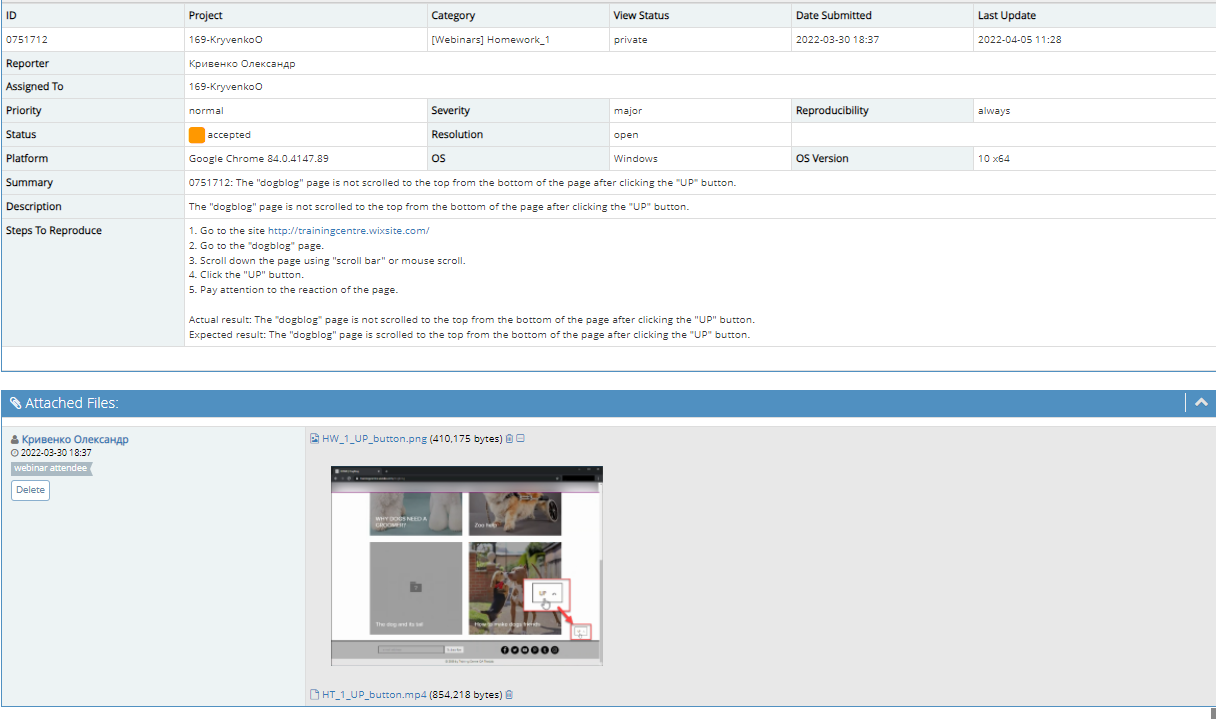 ID Project Category View Status Date Submitted Last Update
0751712 169-KryvenkoO [Webinars] Homework_1 private 2022-03-30 18:37 2022-04-05 11:28
Reporter Кривенко Олександр
Assigned To 169-KryvenkoO
Priority normal Severity major Reproducibility always
Status accepted Resolution open
Platform Google Chrome 84.0.4147.89 OS Windows OS Version 10 x64
Summary 0751712: The "dogblog" page is not scrolled to the top from the bottom of the page after clicking the "UP" button.
Description The "dogblog" page is not scrolled to the top from the bottom of the page after clicking the "UP" button.
Steps To Reproduce 1. Go to the site http://trainingcentre.wixsite.com/
2. Go to the "dogblog" page.
3. Scroll down the page using "scroll bar" or mouse scroll.
4. Click the "UP" button.
5. Pay attention to the reaction of the page.
Actual result: The "dogblog" page is not scrolled to the top from the bottom of the page after clicking the "UP" button.
Expected result: The "dogblog" page is scrolled to the top from the bottom of the page after clicking the "UP" button.
Attached Files:
Кривенко Олександр
2022-03-30 18:37
webinar attendee
Delete
HW_1_UP_button.png (410,175 bytes)
WHY DOGS NEED A
GROOMER?
Zoo help
UP
The dog and its tail
How to make dogs friends
HT_1_UP_button.mp4 (854,218 bytes)